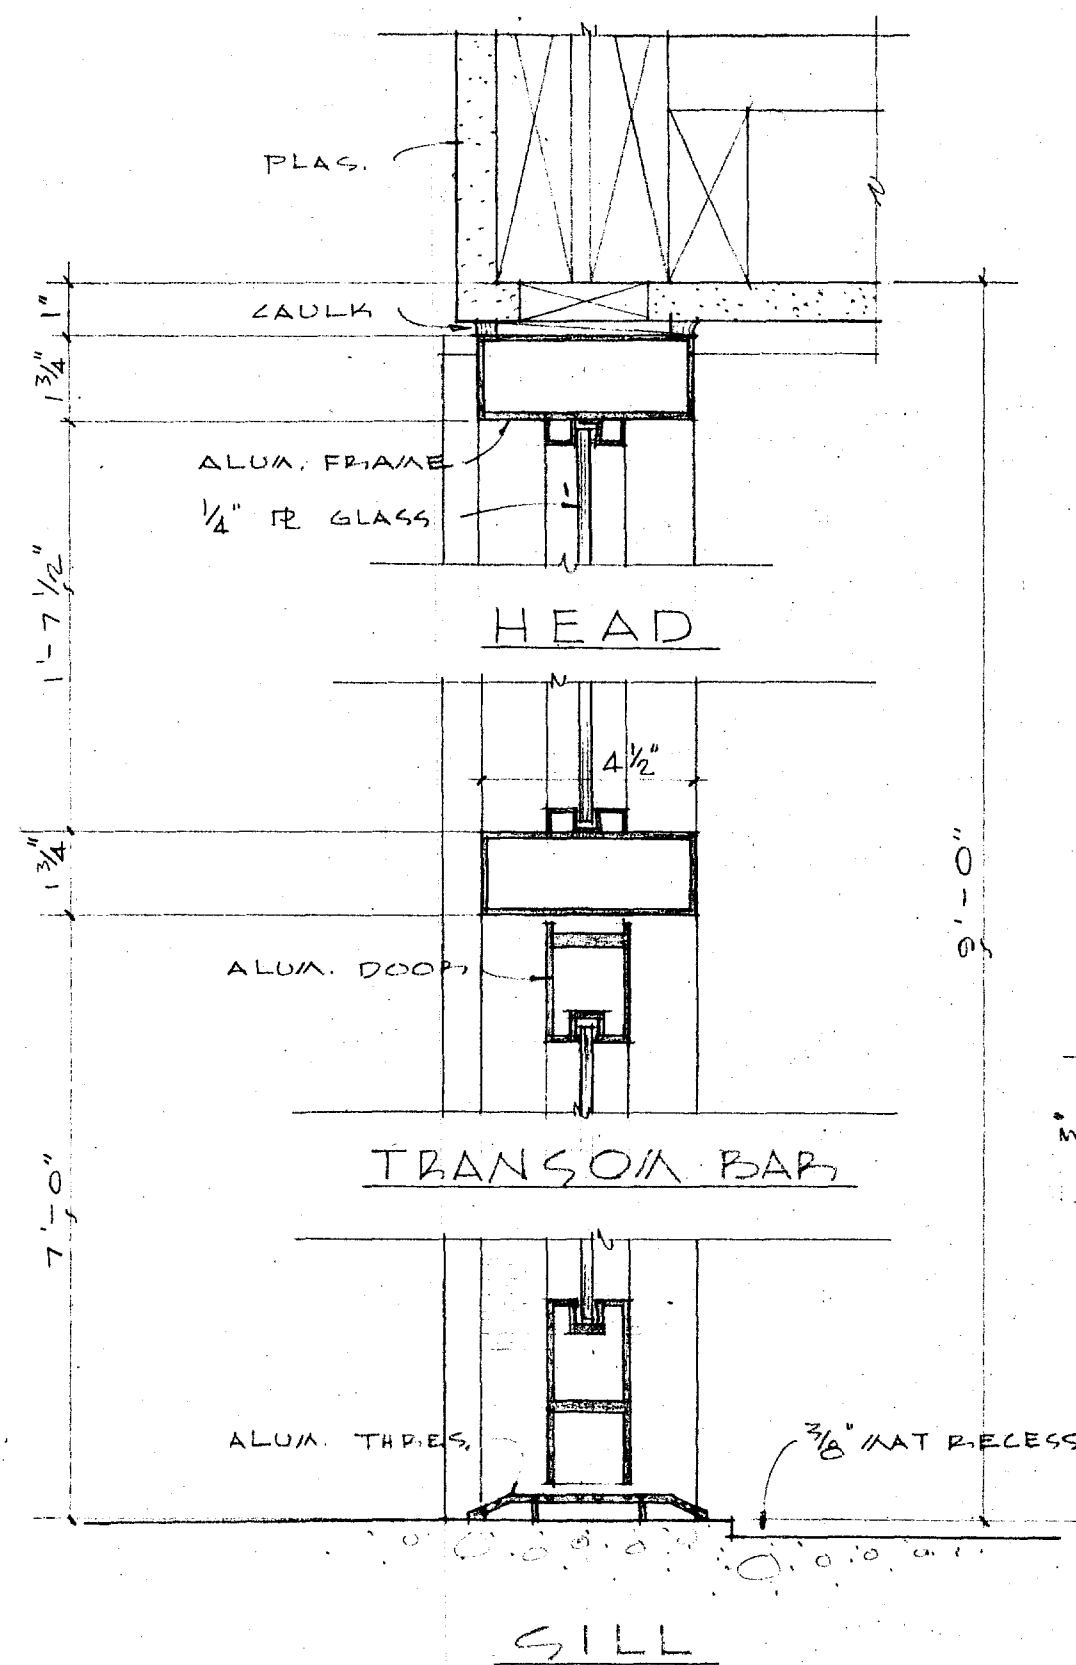 PLAS.
1"
CAULK
1 3/4"
ALUM. FRAME
1/4" PL GLASS
1'-7 1/2"
HEAD
4 1/2"
1 3/4"
9'-0"
ALUM. DOOR
TRANSOM BAR
7'-0"
ALUM. THRES.
3/8" MAT RECESS
SILL